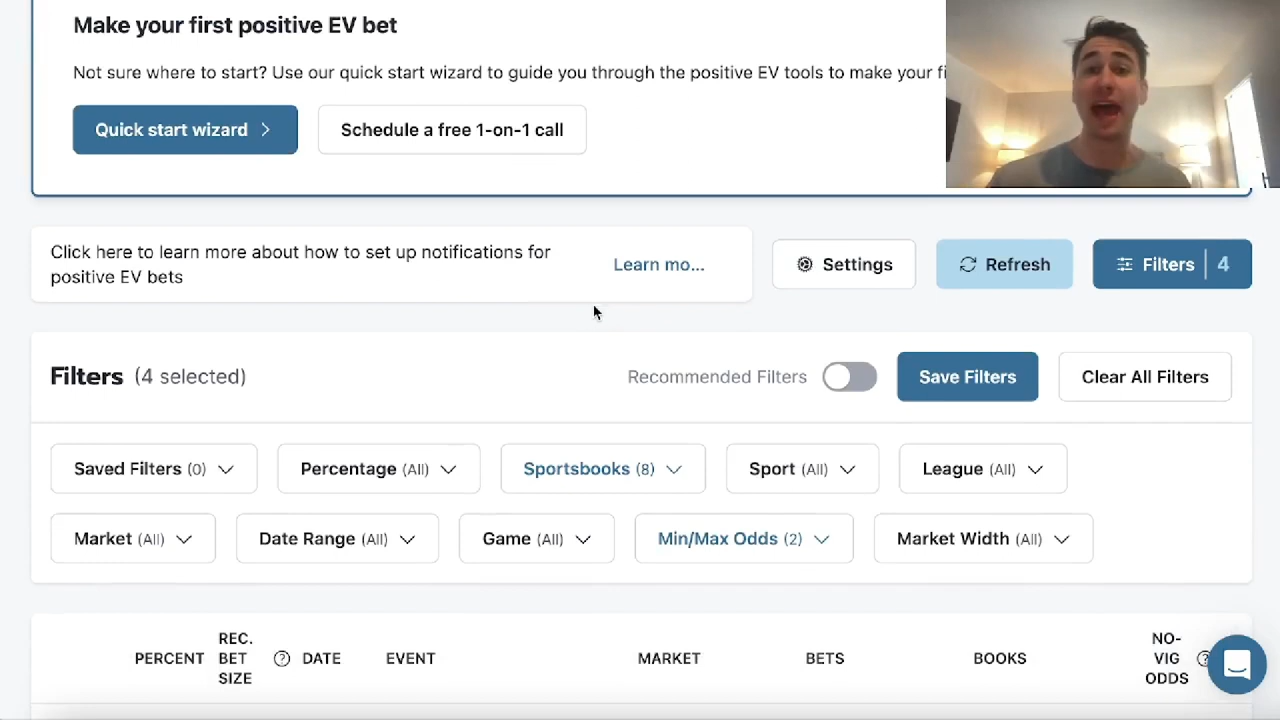 Make your first positive EV bet
Not sure where to start? Use our quick start wizard to guide you through the positive EV tools to make your
Quick start wizard
Schedule a free 1-on-1 call
Click here to learn more about how to set up notifications for
positive EV bets
Learn mo...
Settings
Refresh
Filters 4
Filters (4 selected)
Recommended Filters
Save Filters
Clear All Filters
Saved Filters (0)
Percentage (All)
Sportsbooks (8)
Sport (All)
League (All)
Market (All)
Date Range (All)
Game (All)
Min/Max Odds (2)
Market Width (All)
PERCENT
REC.
BET
SIZE
?
DATE
EVENT
MARKET
BETS
BOOKS
NO-
VIG
ODDS
?